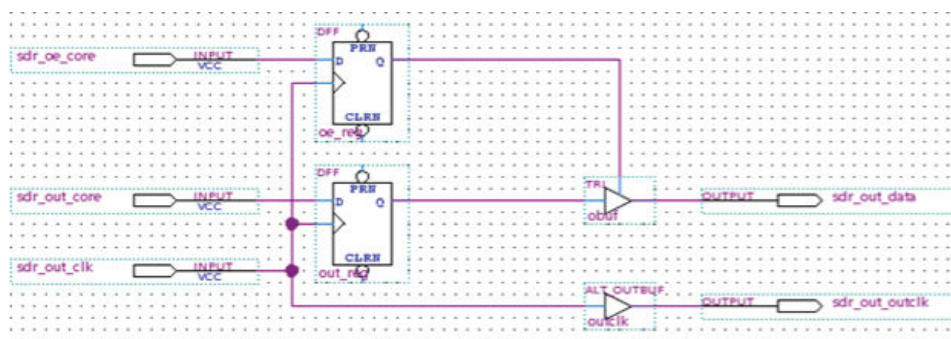 DFF
PRN
sdr_oe_core
INPUT
VCC
D
Q
CLRN
oe_reg
DFF
PRN
sdr_out_core
INPUT
VCC
D
Q
TRI
obuf
OUTPUT
sdr_out_data
CLRN
out_reg
sdr_out_clk
INPUT
VCC
ALT_OUTBUF
outclk
OUTPUT
sdr_out_outclk